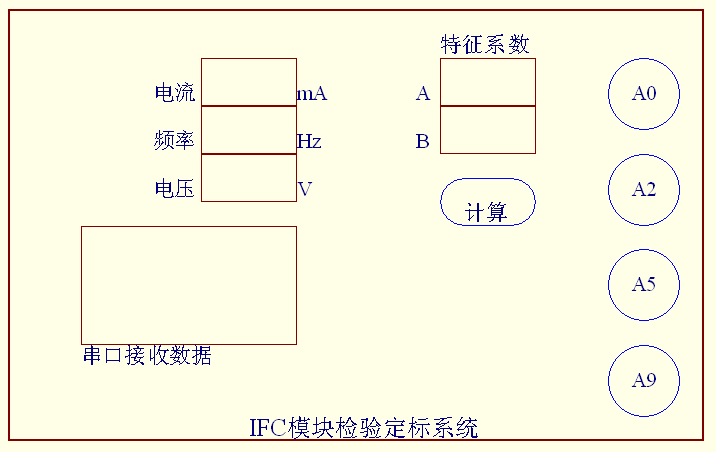 特征系数
电流 mA A A0
频率 Hz B
电压 V A2
计算
A5
串口接收数据
A9
IFC模块检验定标系统